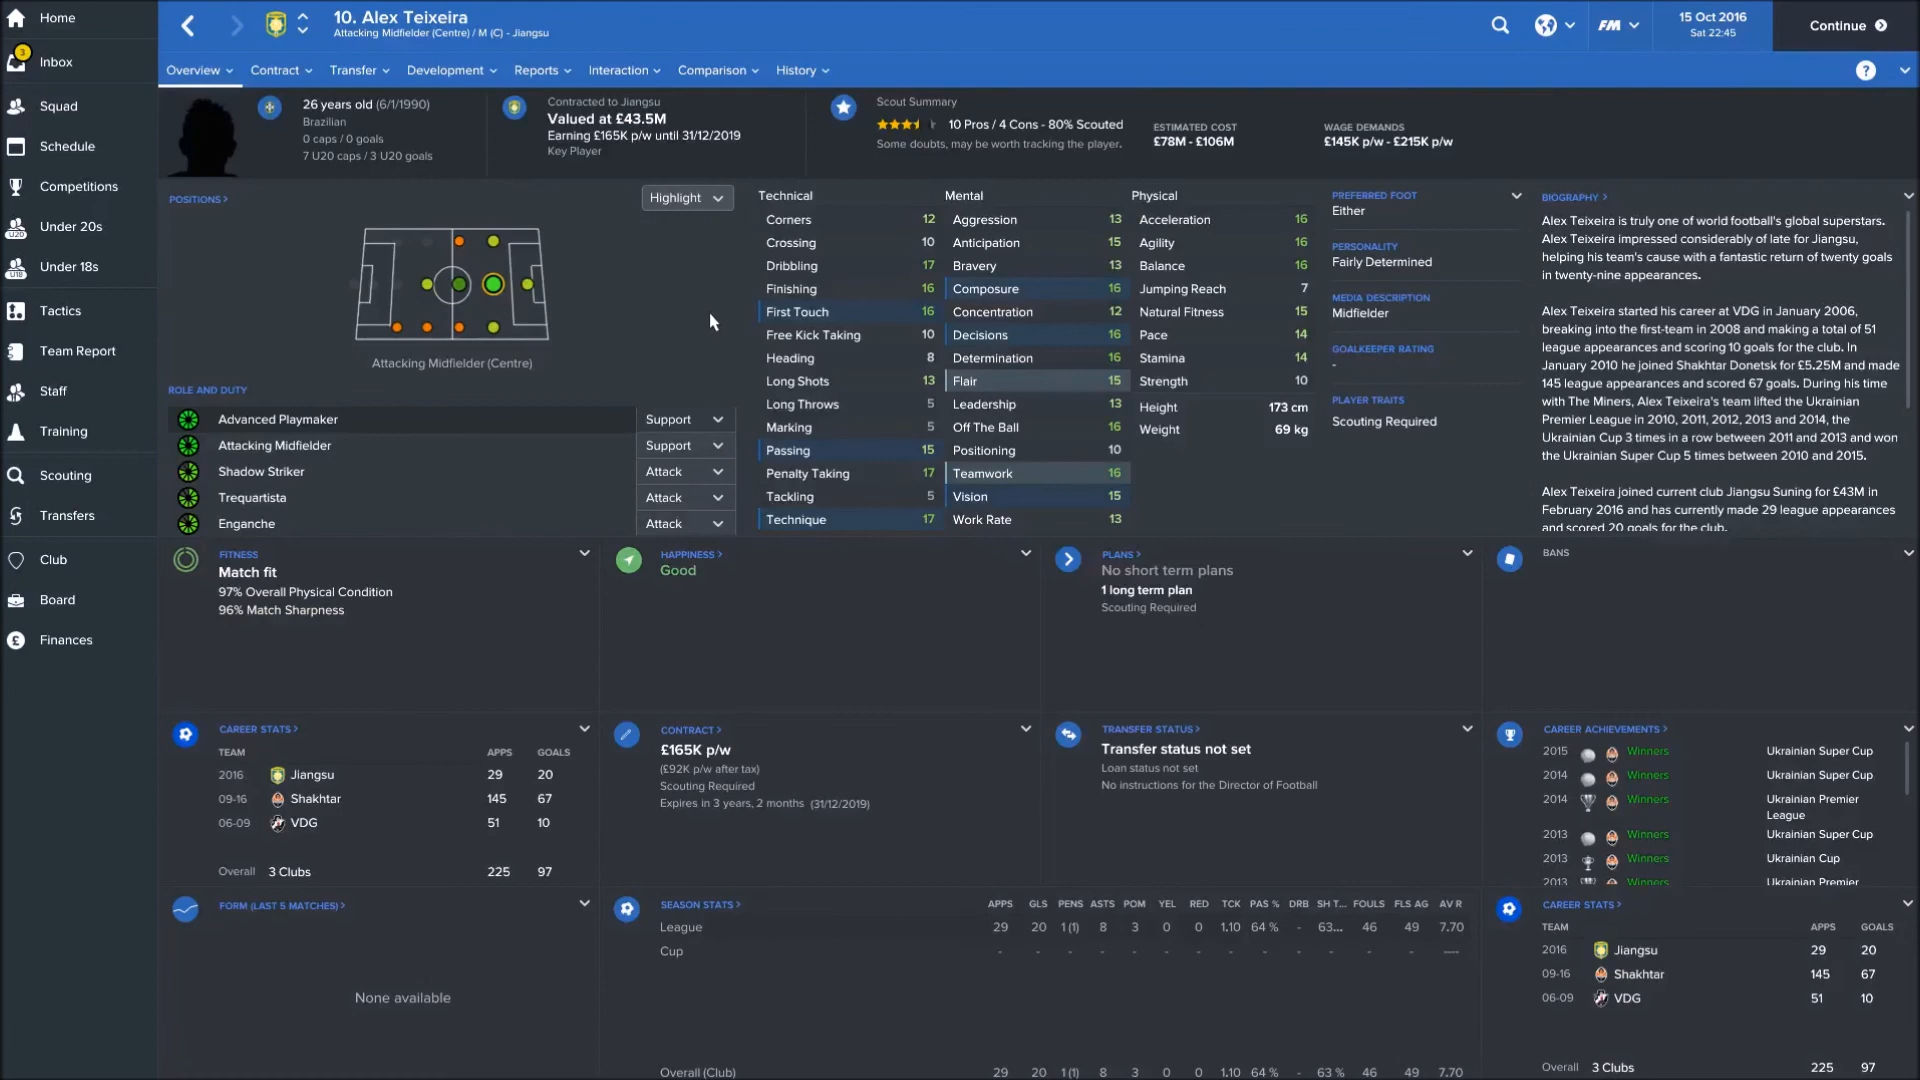 Home
3
Inbox
Squad
Schedule
Competitions
U20
Under 20s
U18
Under 18s
Tactics
Team Report
Staff
Training
Scouting
Transfers
Club
Board
Finances
10. Alex Teixeira
Attacking Midfielder (Centre) / M (C) - Jiangsu
FM
15 Oct 2016
Sat 22:45
Continue
Overview Contract Transfer Development Reports Interaction Comparison History
?
26 years old (6/1/1990)
Brazilian
0 caps / 0 goals
7 U20 caps / 3 U20 goals
Contracted to Jiangsu
Valued at £43.5M
Earning £165K p/w until 31/12/2019
Key Player
Scout Summary
10 Pros / 4 Cons - 80% Scouted
Some doubts, may be worth tracking the player.
ESTIMATED COST
£78M - £106M
WAGE DEMANDS
£145K p/w - £215K p/w
POSITIONS >
Highlight
Attacking Midfielder (Centre)
ROLE AND DUTY
Advanced Playmaker Support
Attacking Midfielder Support
Shadow Striker Attack
Trequartista Attack
Enganche Attack
Technical
Corners 12
Crossing 10
Dribbling 17
Finishing 16
First Touch 16
Free Kick Taking 10
Heading 8
Long Shots 13
Long Throws 5
Marking 5
Passing 15
Penalty Taking 17
Tackling 5
Technique 17
Mental
Aggression 13
Anticipation 15
Bravery 13
Composure 16
Concentration 12
Decisions 16
Determination 16
Flair 15
Leadership 13
Off The Ball 16
Positioning 10
Teamwork 16
Vision 15
Work Rate 13
Physical
Acceleration 16
Agility 16
Balance 16
Jumping Reach 7
Natural Fitness 15
Pace 14
Stamina 14
Strength 10
Height 173 cm
Weight 69 kg
PREFERRED FOOT
Either
PERSONALITY
Fairly Determined
MEDIA DESCRIPTION
Midfielder
GOALKEEPER RATING
-
PLAYER TRAITS
Scouting Required
BIOGRAPHY >
Alex Teixeira is truly one of world football's global superstars.
Alex Teixeira impressed considerably of late for Jiangsu,
helping his team's cause with a fantastic return of twenty goals
in twenty-nine appearances.
Alex Teixeira started his career at VDG in January 2006,
breaking into the first-team in 2008 and making a total of 51
league appearances and scoring 10 goals for the club. In
January 2010 he joined Shakhtar Donetsk for £5.25M and made
145 league appearances and scored 67 goals. During his time
with The Miners, Alex Teixeira's team lifted the Ukrainian
Premier League in 2010, 2011, 2012, 2013 and 2014, the
Ukrainian Cup 3 times in a row between 2011 and 2013 and won
the Ukrainian Super Cup 5 times between 2010 and 2015.
Alex Teixeira joined current club Jiangsu Suning for £43M in
February 2016 and has currently made 29 league appearances
and scored 20 goals for the club.
FITNESS
Match fit
97% Overall Physical Condition
96% Match Sharpness
HAPPINESS >
Good
PLANS >
No short term plans
1 long term plan
Scouting Required
BANS
CAREER STATS >
TEAM APPS GOALS
2016 Jiangsu 29 20
09-16 Shakhtar 145 67
06-09 VDG 51 10
Overall 3 Clubs 225 97
CONTRACT >
£165K p/w
(£92K p/w after tax)
Scouting Required
Expires in 3 years, 2 months (31/12/2019)
TRANSFER STATUS >
Transfer status not set
Loan status not set
No instructions for the Director of Football
CAREER ACHIEVEMENTS >
2015 Winners Ukrainian Super Cup
2014 Winners Ukrainian Super Cup
2014 Winners Ukrainian Premier
League
2013 Winners Ukrainian Super Cup
2013 Winners Ukrainian Cup
2013 Winners Ukrainian Premier
FORM (LAST 5 MATCHES) >
None available
SEASON STATS > APPS GLS PENS ASTS POM YEL RED TCK PAS % DRB SH T... FOULS FLS AG AV R
League 29 20 1 (1) 8 3 0 0 1.10 64 % - 63... 46 49 7.70
Cup - - - - - - - - - - - - - ----
Overall (Club) 29 20 1 (1) 8 3 0 0 1.10 64 % - 63 % 46 49 7.70
CAREER STATS >
TEAM APPS GOALS
2016 Jiangsu 29 20
09-16 Shakhtar 145 67
06-09 VDG 51 10
Overall 3 Clubs 225 97